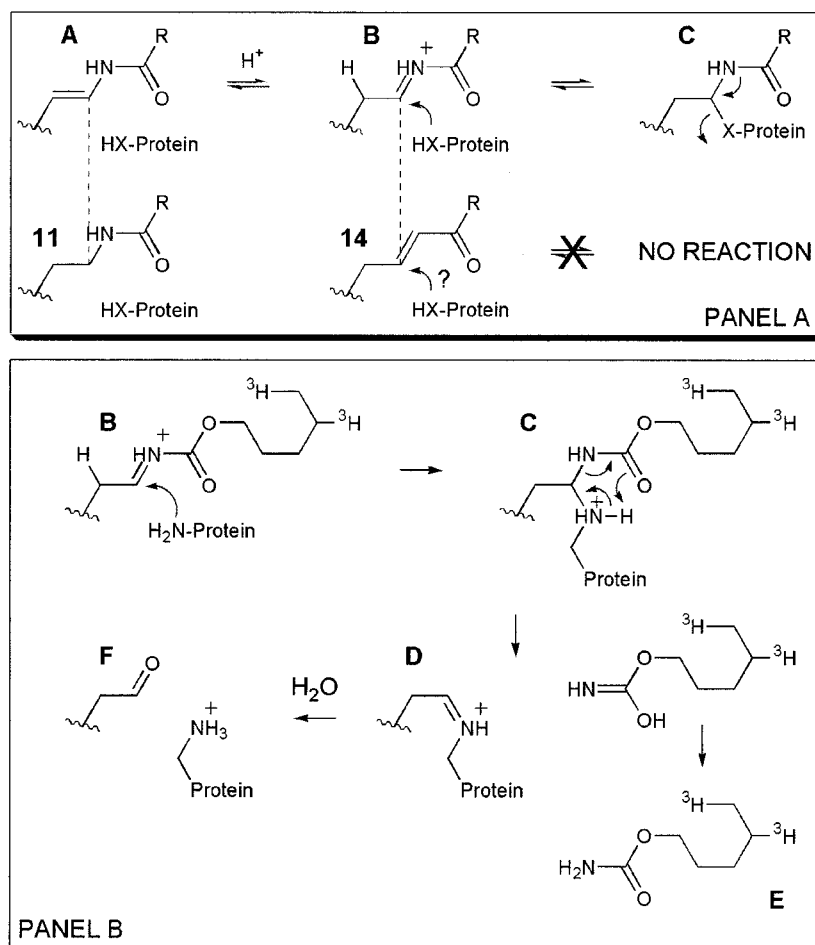 A B C
R R R
HN H⁺ H HN⁺ HN
O O O
HX-Protein HX-Protein X-Protein
11 HN R 14 R
O O
? NO REACTION
HX-Protein HX-Protein
PANEL A
³H ³H
B ³H C ³H
H HN⁺ O O HN O O
H₂N-Protein HN⁺-H
Protein
³H
F O D O ³H
H₂O HN
NH₃⁺ NH⁺ OH
Protein Protein
³H
O ³H
H₂N O
E
PANEL B